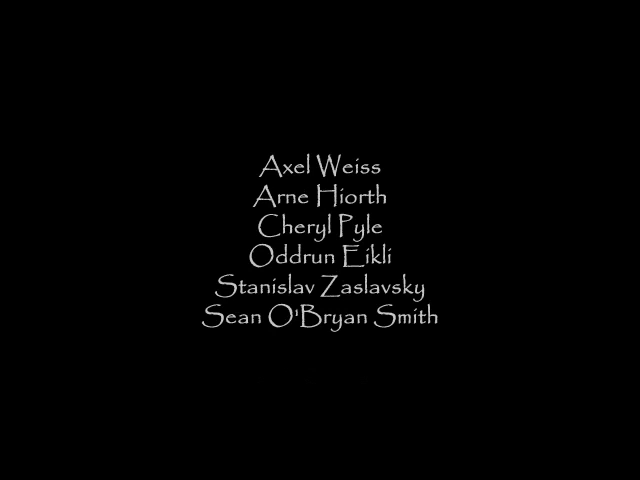 Axel Weiss
Arne Hiorth
Cheryl Pyle
Oddrun Eikli
Stanislav Zaslavsky
Sean O'Bryan Smith